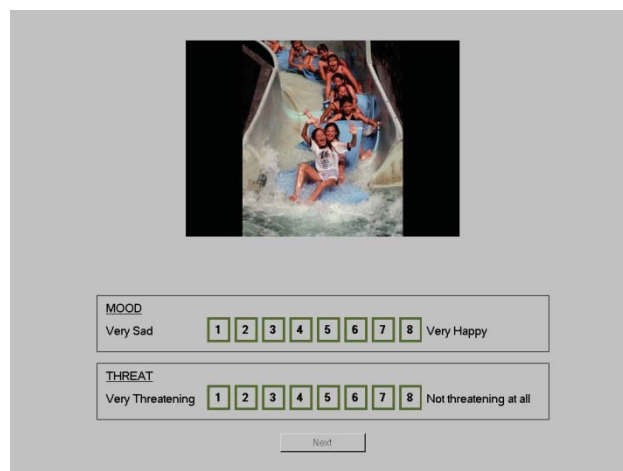 MOOD
Very Sad 1 2 3 4 5 6 7 8 Very Happy
THREAT
Very Threatening 1 2 3 4 5 6 7 8 Not threatening at all
Next